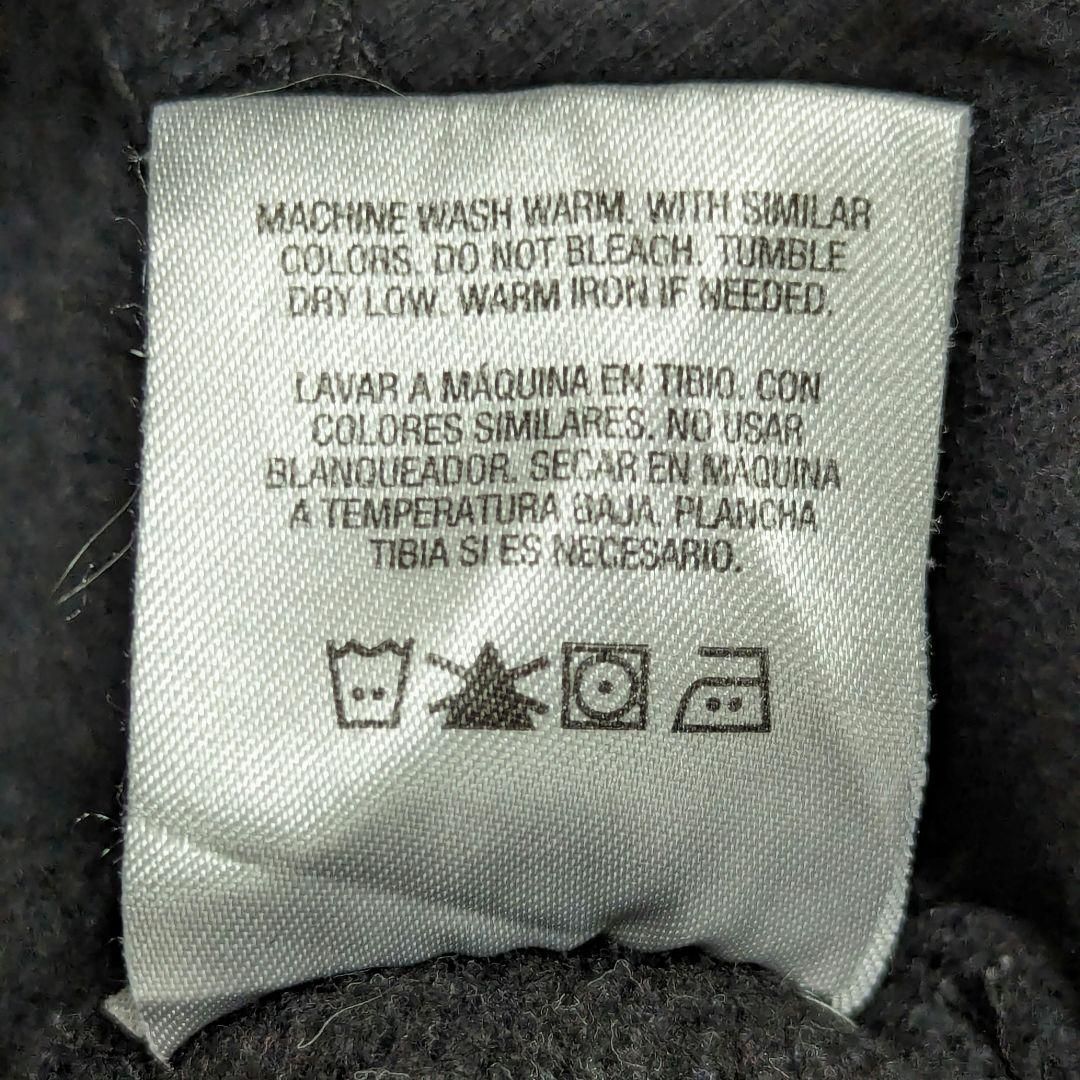 MACHINE WASH WARM. WITH SIMILAR
COLORS. DO NOT BLEACH. TUMBLE
DRY LOW. WARM IRON IF NEEDED.
LAVAR A MÁQUINA EN TIBIO. CON
COLORES SIMILARES. NO USAR
BLANQUEADOR. SECAR EN MÁQUINA
A TEMPERATURA BAJA. PLANCHA
TIBIA SI ES NECESARIO.